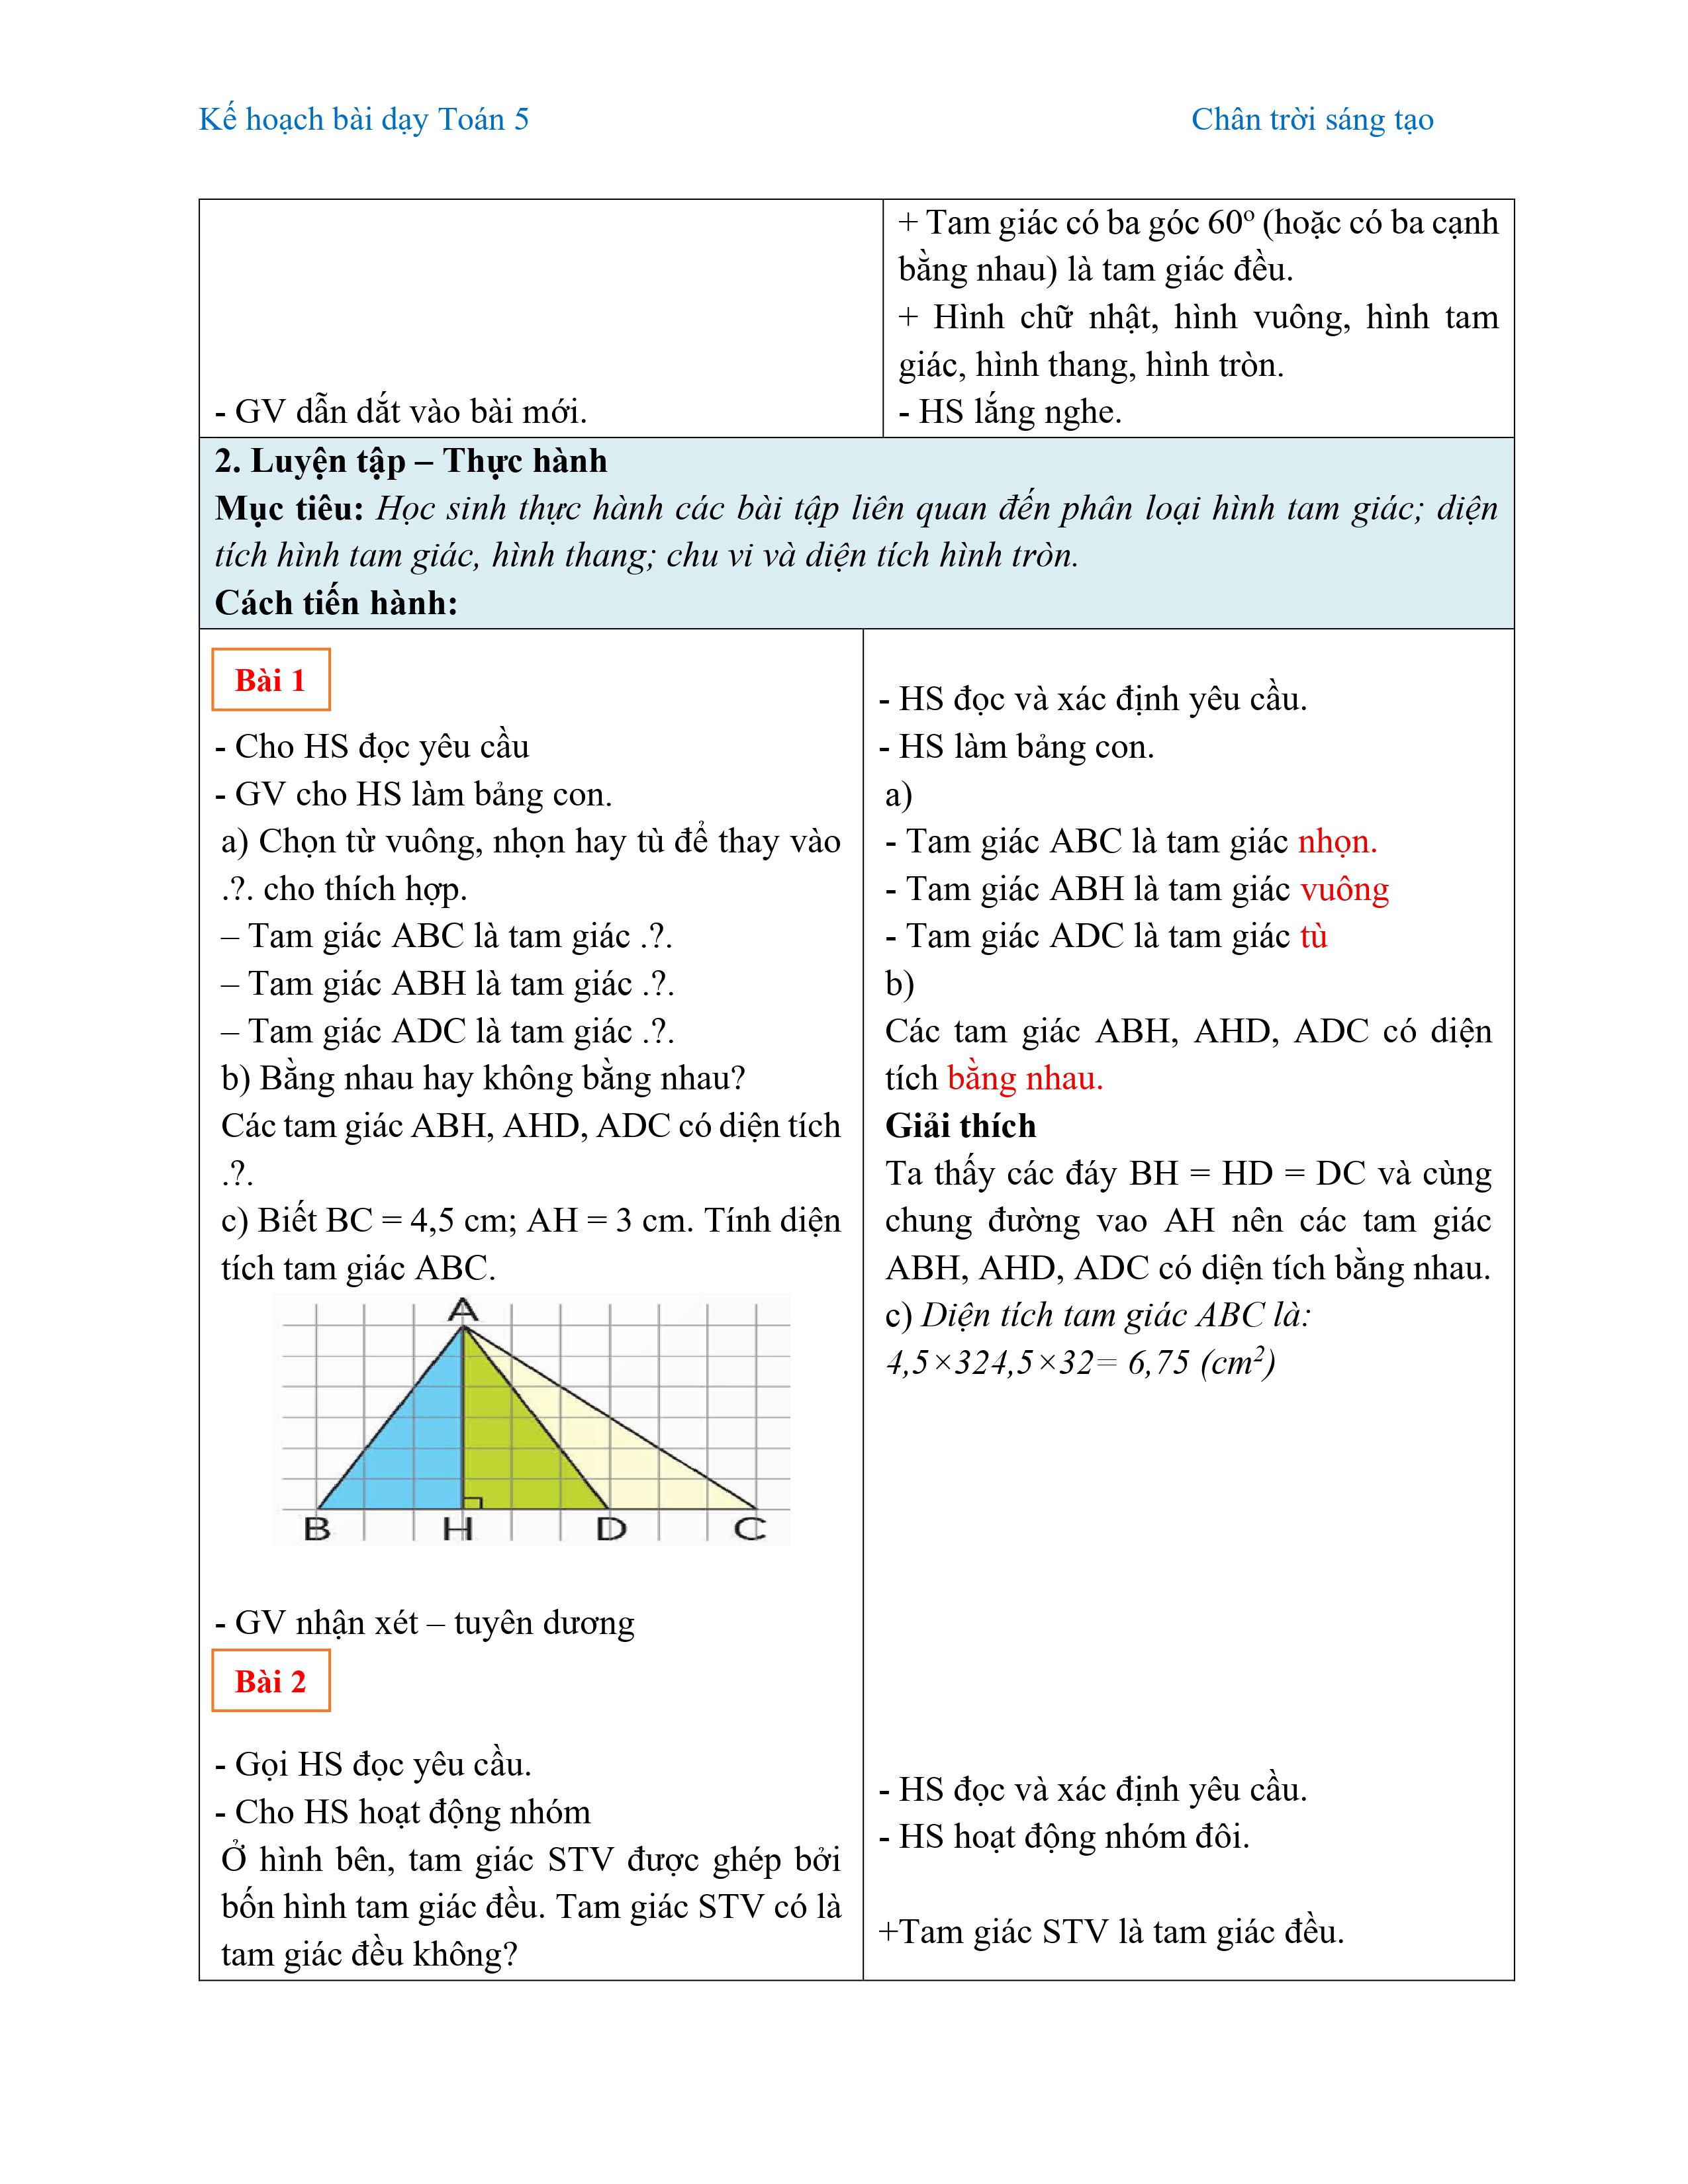 Kế hoạch bài dạy Toán 5 Chân trời sáng tạo
- GV dẫn dắt vào bài mới.
+ Tam giác có ba góc 60º (hoặc có ba cạnh
bằng nhau) là tam giác đều.
+ Hình chữ nhật, hình vuông, hình tam
giác, hình thang, hình tròn.
- HS lắng nghe.
2. Luyện tập – Thực hành
Mục tiêu: Học sinh thực hành các bài tập liên quan đến phân loại hình tam giác; diện
tích hình tam giác, hình thang; chu vi và diện tích hình tròn.
Cách tiến hành:
Bài 1
- Cho HS đọc yêu cầu
- GV cho HS làm bảng con.
a) Chọn từ vuông, nhọn hay tù để thay vào
.?. cho thích hợp.
– Tam giác ABC là tam giác .?.
– Tam giác ABH là tam giác .?.
– Tam giác ADC là tam giác .?.
b) Bằng nhau hay không bằng nhau?
Các tam giác ABH, AHD, ADC có diện tích
.?.
c) Biết BC = 4,5 cm; AH = 3 cm. Tính diện
tích tam giác ABC.
A
B H D C
- GV nhận xét – tuyên dương
Bài 2
- Gọi HS đọc yêu cầu.
- Cho HS hoạt động nhóm
Ở hình bên, tam giác STV được ghép bởi
bốn hình tam giác đều. Tam giác STV có là
tam giác đều không?
- HS đọc và xác định yêu cầu.
- HS làm bảng con.
a)
- Tam giác ABC là tam giác nhọn.
- Tam giác ABH là tam giác vuông
- Tam giác ADC là tam giác tù
b)
Các tam giác ABH, AHD, ADC có diện
tích bằng nhau.
Giải thích
Ta thấy các đáy BH = HD = DC và cùng
chung đường vao AH nên các tam giác
ABH, AHD, ADC có diện tích bằng nhau.
c) Diện tích tam giác ABC là:
4,5×324,5×32= 6,75 (cm²)
- HS đọc và xác định yêu cầu.
- HS hoạt động nhóm đôi.
+Tam giác STV là tam giác đều.